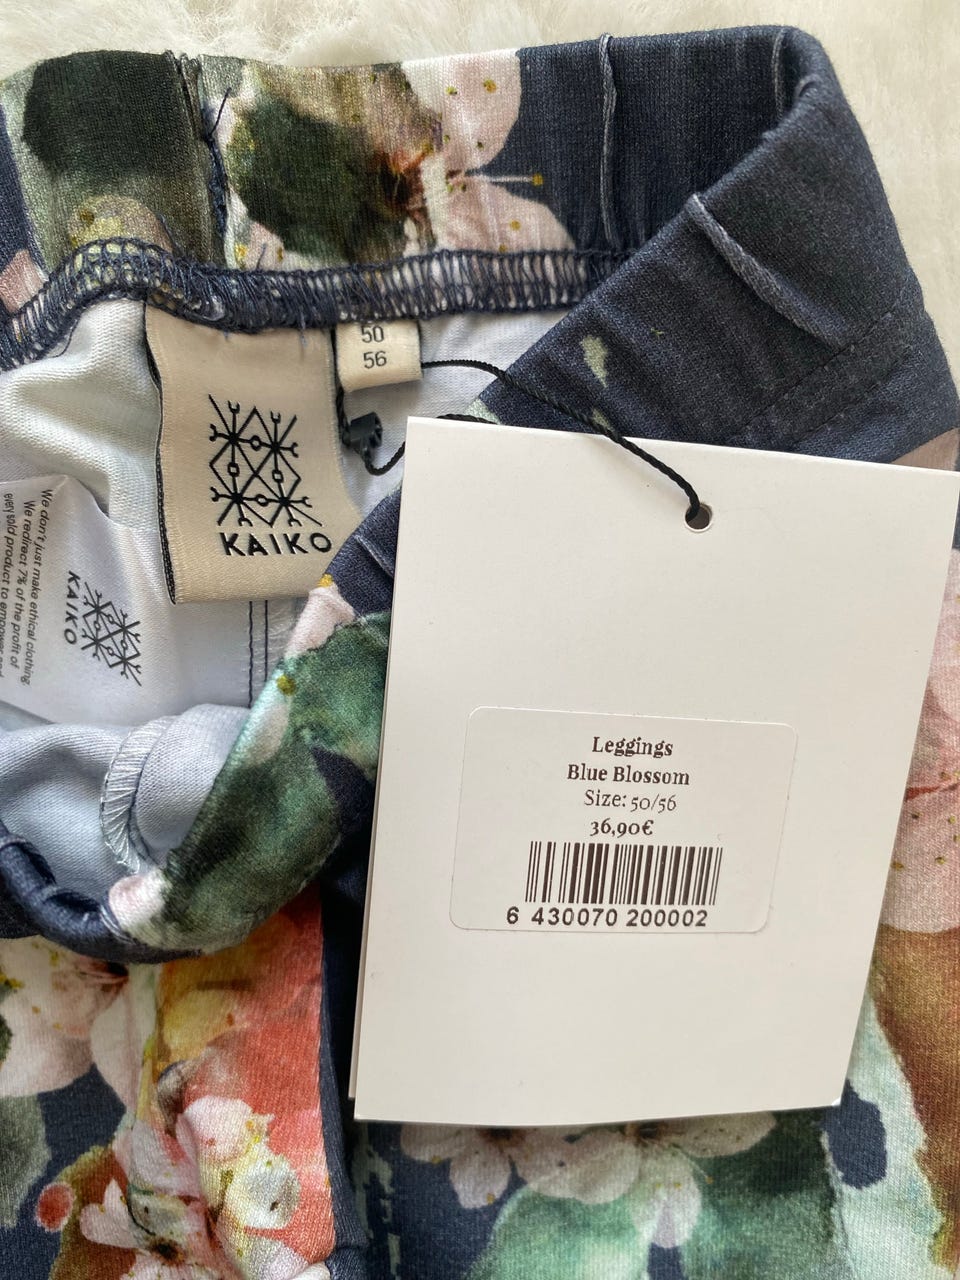 50
56
KAIKO
We don't just make ethical clothing.
We redirect 7% of the profit of
every sold product to empower and
KAIKO
Leggings
Blue Blossom
Size: 50/56
36,90€
6 430070 200002